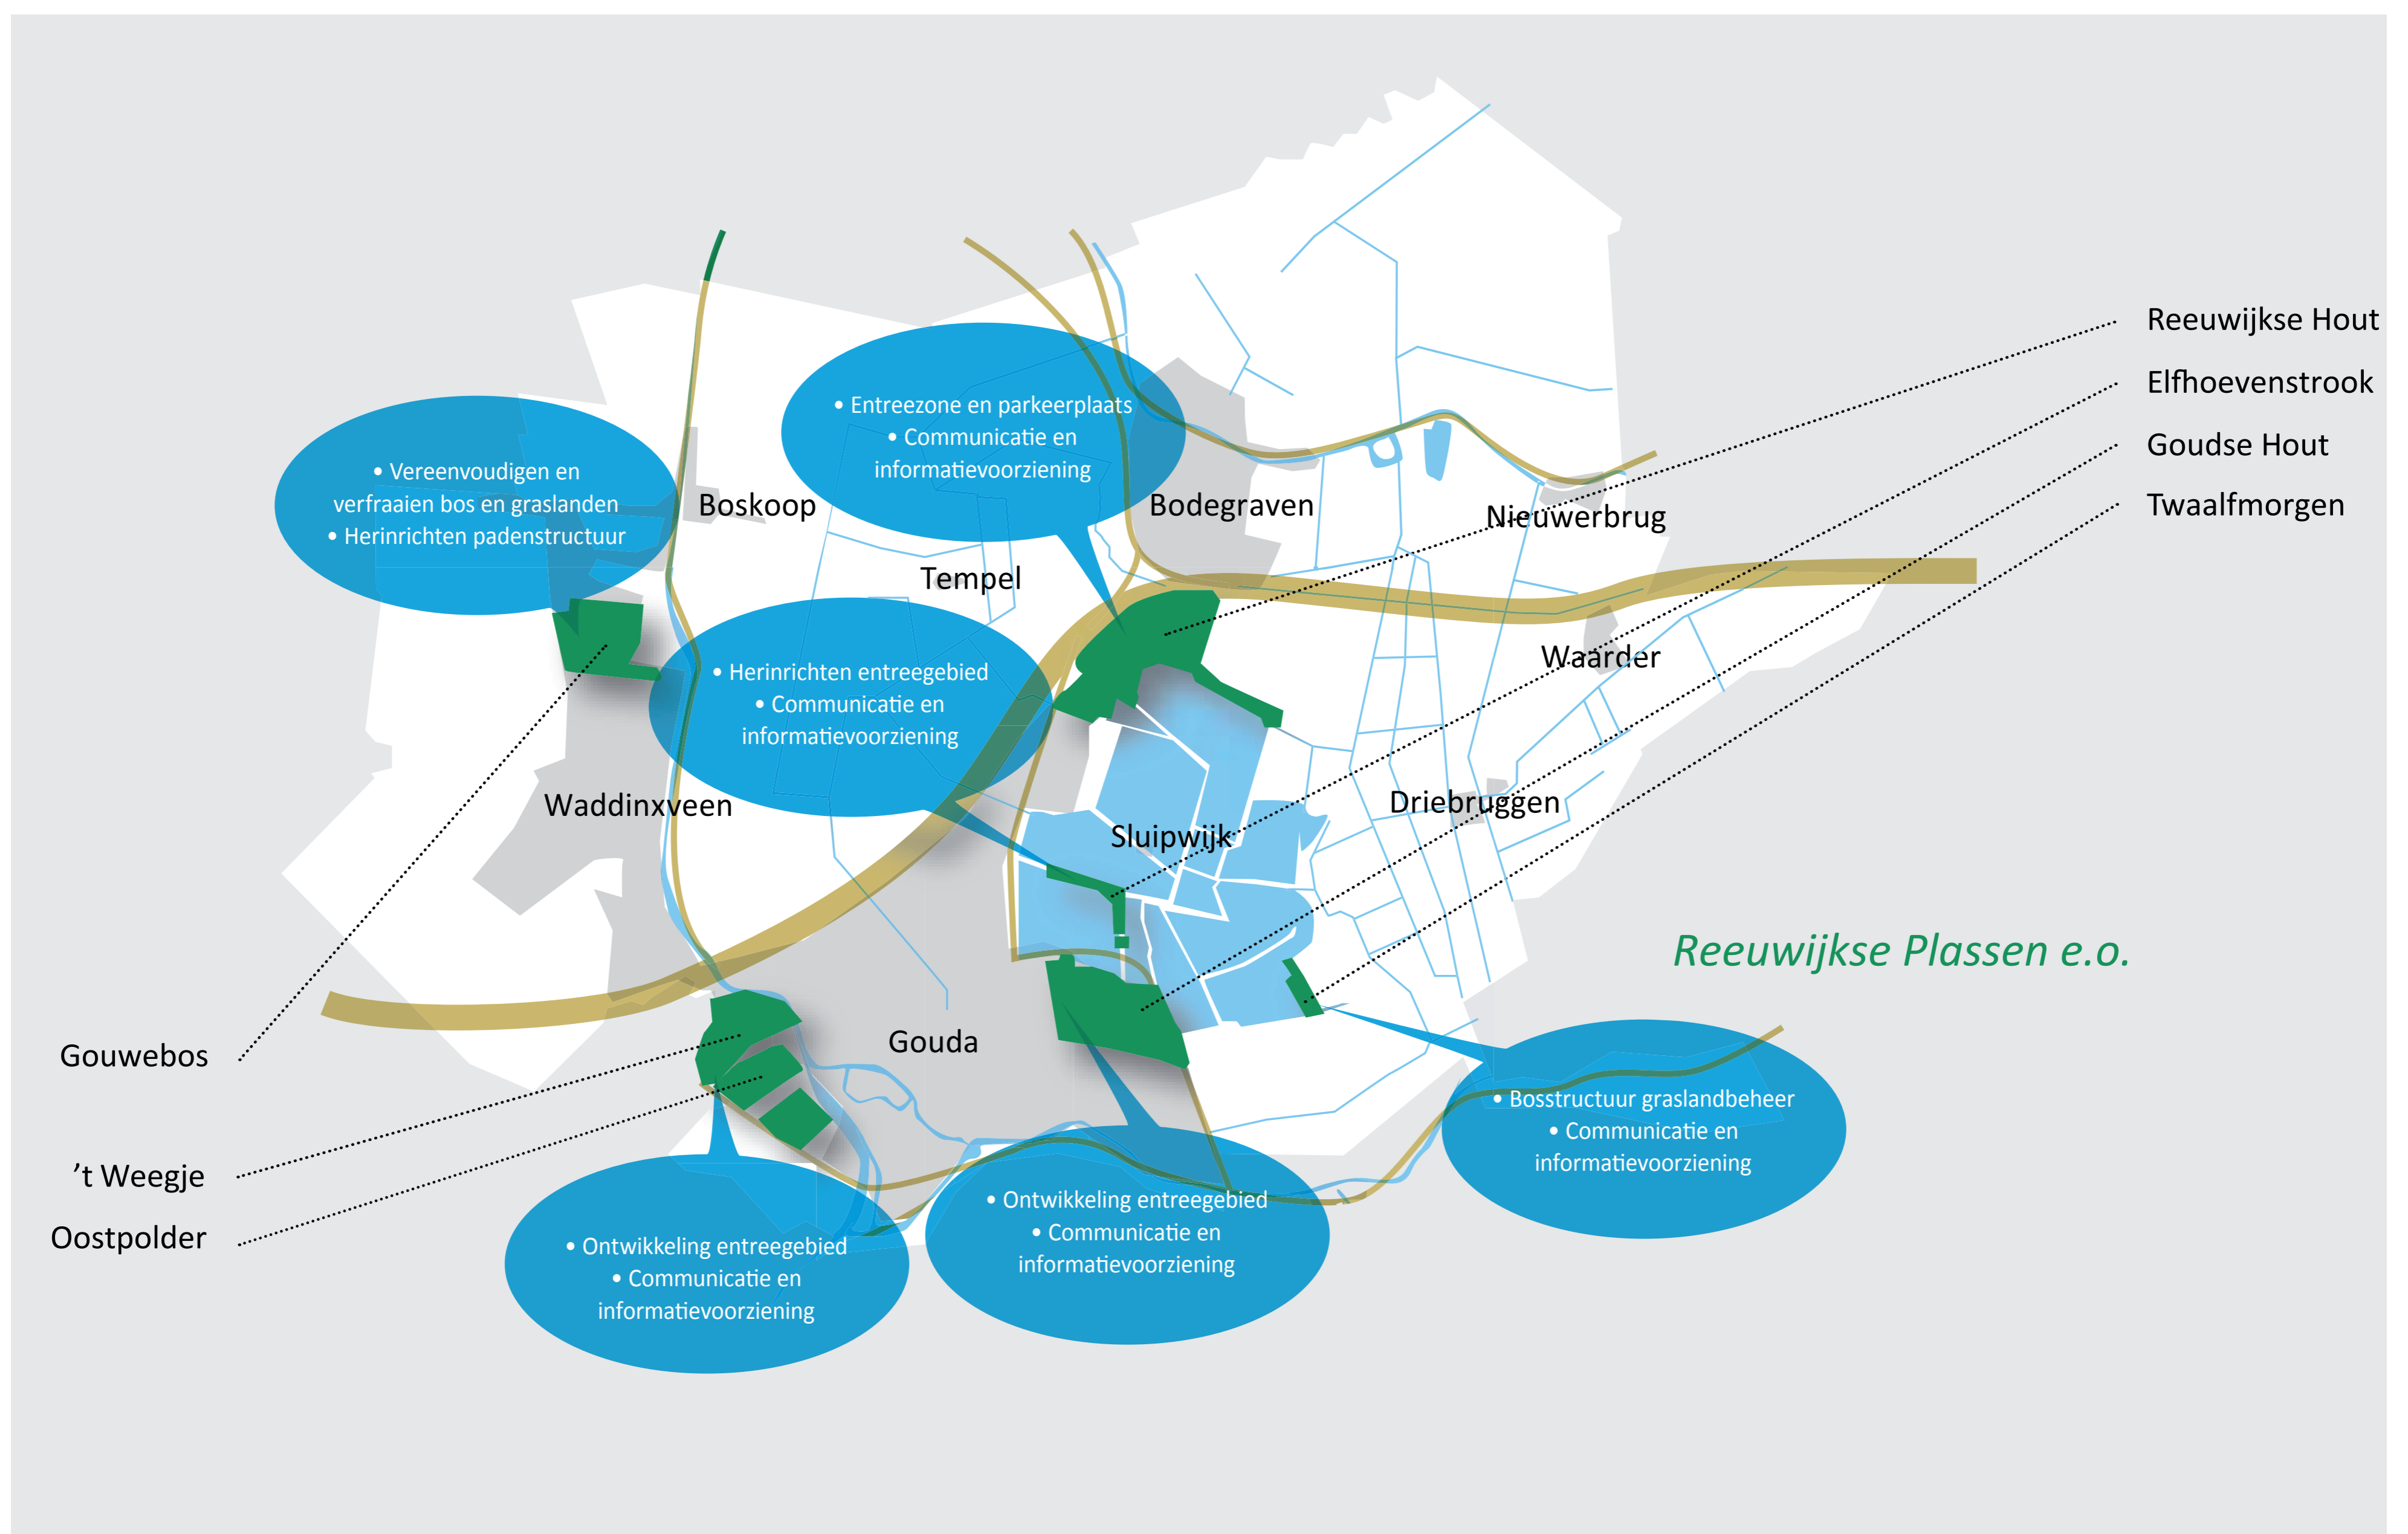 Reeuwijkse Hout
Elfhoevenstrook
Goudse Hout
Twaalfmorgen
• Entreezone en parkeerplaats
• Communicatie en
informatievoorziening
• Vereenvoudigen en
verfraaien bos en graslanden
• Herinrichten padenstructuur
Boskoop
Bodegraven
Nieuwerbrug
Tempel
Waarder
• Herinrichten entreegebied
• Communicatie en
informatievoorziening
Waddinxveen
Driebruggen
Sluipwijk
Reeuwijkse Plassen e.o.
Gouda
Gouwebos
't Weegje
Oostpolder
• Bosstructuur graslandbeheer
• Communicatie en
informatievoorziening
• Ontwikkeling entreegebied
• Communicatie en
informatievoorziening
• Ontwikkeling entreegebied
• Communicatie en
informatievoorziening